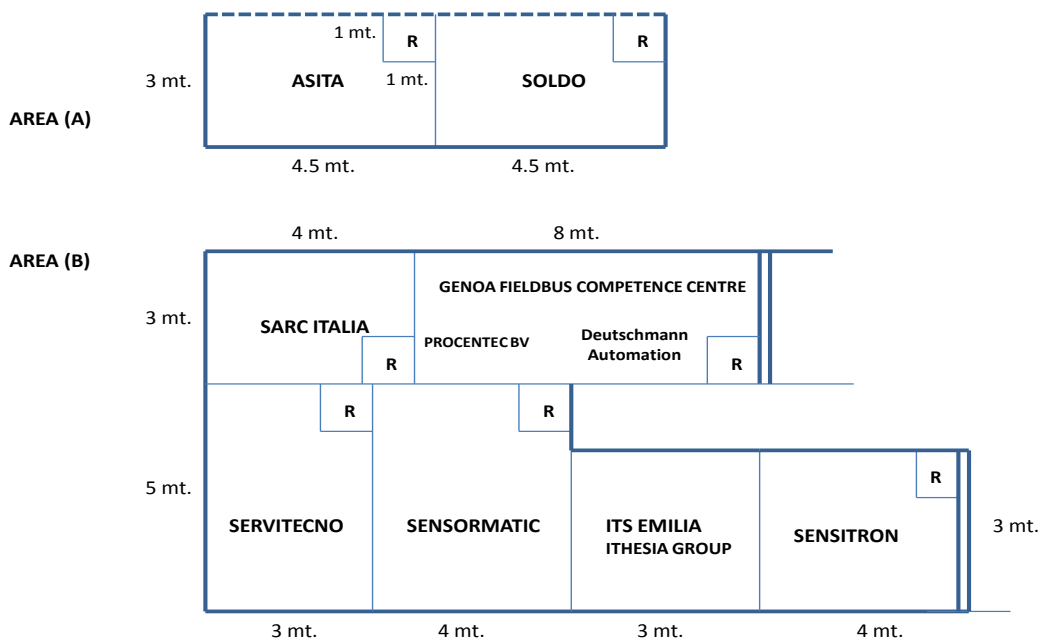 1 mt.
R
R
3 mt.
ASITA
1 mt.
SOLDO
AREA (A)
4.5 mt.
4.5 mt.
4 mt.
8 mt.
AREA (B)
GENOA FIELDBUS COMPETENCE CENTRE
3 mt.
SARC ITALIA
PROCENTEC BV
Deutschmann
Automation
R
R
R
R
R
5 mt.
SERVITECNO
SENSORMATIC
ITS EMILIA
ITHESIA GROUP
SENSITRON
3 mt.
3 mt.
4 mt.
3 mt.
4 mt.